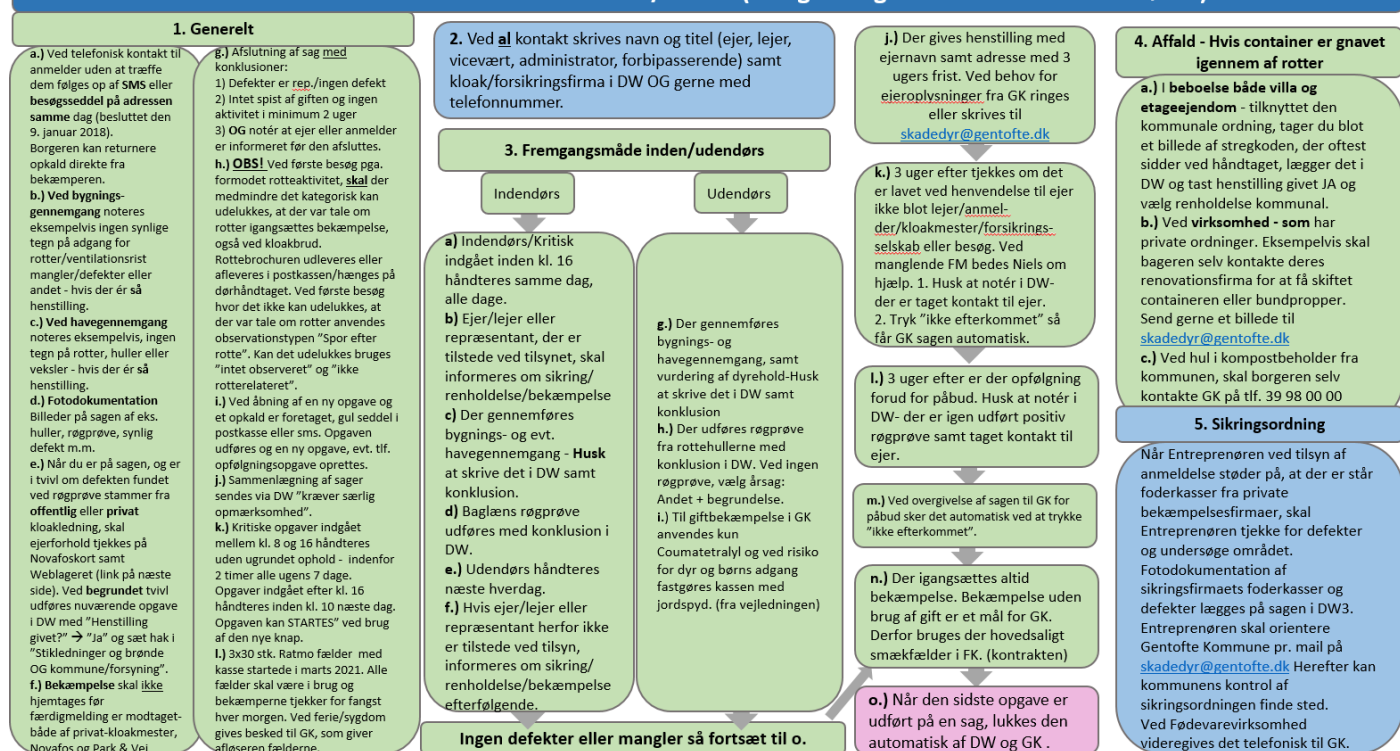 1. Generelt
a.) Ved telefonisk kontakt til
anmelder uden at træffe
dem følges op af SMS eller
besøgsseddel på adressen
samme dag (besluttet den
9. januar 2018).
Borgeren kan returnere
opkald direkte fra
bekæmperen.
b.) Ved bygnings-
gennemgang noteres
eksempelvis ingen synlige
tegn på adgang for
rotter/ventilationsrist
mangler/defekter eller
andet - hvis der ér så
henstilling.
c.) Ved havegennemgang
noteres eksempelvis, ingen
tegn på rotter, huller eller
veksler - hvis der ér så
henstilling.
d.) Fotodokumentation
Billeder på sagen af eks.
huller, røgprøve, synlig
defekt m.m.
e.) Når du er på sagen, og er
i tvivl om defekten fundet
ved røgprøve stammer fra
offentlig eller privat
kloakledning, skal
ejerforhold tjekkes på
Novafoskort samt
Weblageret (link på næste
side). Ved begrundet tvivl
udføres nuværende opgave
i DW med "Henstilling
givet?" → "Ja" og sæt hak i
"Stikledninger og brønde
OG kommune/forsyning".
f.) Bekæmpelse skal ikke
hjemtages før
færdigmelding er modtaget-
både af privat-kloakmester,
Novafos og Park & Vej
g.) Afslutning af sag med
konklusioner:
1) Defekter er rep./ingen defekt
2) Intet spist af giften og ingen
aktivitet i minimum 2 uger
3) OG notér at ejer eller anmelder
er informeret før den afsluttes.
h.) OBS! Ved første besøg pga.
formodet rotteaktivitet, skal der
medmindre det kategorisk kan
udelukkes, at der var tale om
rotter igangsættes bekæmpelse,
også ved kloakbrud.
Rottebrochuren udleveres eller
afleveres i postkassen/hænges på
dørhåndtaget. Ved første besøg
hvor det ikke kan udelukkes, at
der var tale om rotter anvendes
observationstypen "Spor efter
rotte". Kan det udelukkes bruges
"intet observeret" og "ikke
rotterelateret".
i.) Ved åbning af en ny opgave og
et opkald er foretaget, gul seddel i
postkasse eller sms. Opgaven
udføres og en ny opgave, evt. tlf.
opfølgningsopgave oprettes.
j.) Sammenlægning af sager
sendes via DW "kræver særlig
opmærksomhed".
k.) Kritiske opgaver indgået
mellem kl. 8 og 16 håndteres
uden ugrundet ophold - indenfor
2 timer alle ugens 7 dage.
Opgaver indgået efter kl. 16
håndteres inden kl. 10 næste dag.
Opgaven kan STARTES" ved brug
af den nye knap.
l.) 3x30 stk. Ratmo fælder med
kasse startede i marts 2021. Alle
fælder skal være i brug og
bekæmperne tjekker for fangst
hver morgen. Ved ferie/sygdom
gives besked til GK, som giver
afløseren fælderne.
2. Ved al kontakt skrives navn og titel (ejer, lejer,
vicevært, administrator, forbipasserende) samt
kloak/forsikringsfirma i DW OG gerne med
telefonnummer.
3. Fremgangsmåde inden/udendørs
Indendørs
Udendørs
a) Indendørs/Kritisk
indgået inden kl. 16
håndteres samme dag,
alle dage.
b) Ejer/lejer eller
repræsentant, der er
tilstede ved tilsynet, skal
informeres om sikring/
renholdelse/bekæmpelse
c) Der gennemføres
bygnings- og evt.
havegennemgang - Husk
at skrive det i DW samt
konklusion.
d) Baglæns røgprøve
udføres med konklusion i
DW.
e.) Udendørs håndteres
næste hverdag.
f.) Hvis ejer/lejer eller
repræsentant herfor ikke
er tilstede ved tilsyn,
informeres om sikring/
renholdelse/bekæmpelse
efterfølgende.
g.) Der gennemføres
bygnings- og
havegennemgang, samt
vurdering af dyrehold-Husk
at skrive det i DW samt
konklusion
h.) Der udføres røgprøve
fra rottehullerne med
konklusion i DW. Ved ingen
røgprøve, vælg årsag:
Andet + begrundelse.
i.) Til giftbekæmpelse i GK
anvendes kun
Coumatetralyl og ved risiko
for dyr og børns adgang
fastgøres kassen med
jordspyd. (fra vejledningen)
Ingen defekter eller mangler så fortsæt til o.
j.) Der gives henstilling med
ejernavn samt adresse med 3
ugers frist. Ved behov for
ejeroplysninger fra GK ringes
eller skrives til
skadedyr@gentofte.dk
k.) 3 uger efter tjekkes om det
er lavet ved henvendelse til ejer
ikke blot lejer/anmel-
der/kloakmester/forsikrings-
selskab eller besøg. Ved
manglende FM bedes Niels om
hjælp. 1. Husk at notér i DW-
der er taget kontakt til ejer.
2. Tryk "ikke efterkommet" så
får GK sagen automatisk.
l.) 3 uger efter er der opfølgning
forud for påbud. Husk at notér i
DW- der er igen udført positiv
røgprøve samt taget kontakt til
ejer.
m.) Ved overgivelse af sagen til GK for
påbud sker det automatisk ved at trykke
"ikke efterkommet".
n.) Der igangsættes altid
bekæmpelse. Bekæmpelse uden
brug af gift er et mål for GK.
Derfor bruges der hovedsaligt
smækfælder i FK. (kontrakten)
o.) Når den sidste opgave er
udført på en sag, lukkes den
automatisk af DW og GK .
4. Affald - Hvis container er gnavet
igennem af rotter
a.) I beboelse både villa og
etageejendom - tilknyttet den
kommunale ordning, tager du blot
et billede af stregkoden, der oftest
sidder ved håndtaget, lægger det i
DW og tast henstilling givet JA og
vælg renholdelse kommunal.
b.) Ved virksomhed - som har
private ordninger. Eksempelvis skal
bageren selv kontakte deres
renovationsfirma for at få skiftet
containeren eller bundpropper.
Send gerne et billede til
skadedyr@gentofte.dk
c.) Ved hul i kompostbeholder fra
kommunen, skal borgeren selv
kontakte GK på tlf. 39 98 00 00
5. Sikringsordning
Når Entreprenøren ved tilsyn af
anmeldelse støder på, at der er står
foderkasser fra private
bekæmpelsesfirmaer, skal
Entreprenøren tjekke for defekter
og undersøge området.
Fotodokumentation af
sikringsfirmaets foderkasser og
defekter lægges på sagen i DW3.
Entreprenøren skal orientere
Gentofte Kommune pr. mail på
skadedyr@gentofte.dk Herefter kan
kommunens kontrol af
sikringsordningen finde sted.
Ved Fødevarevirksomhed
videregives det telefonisk til GK.